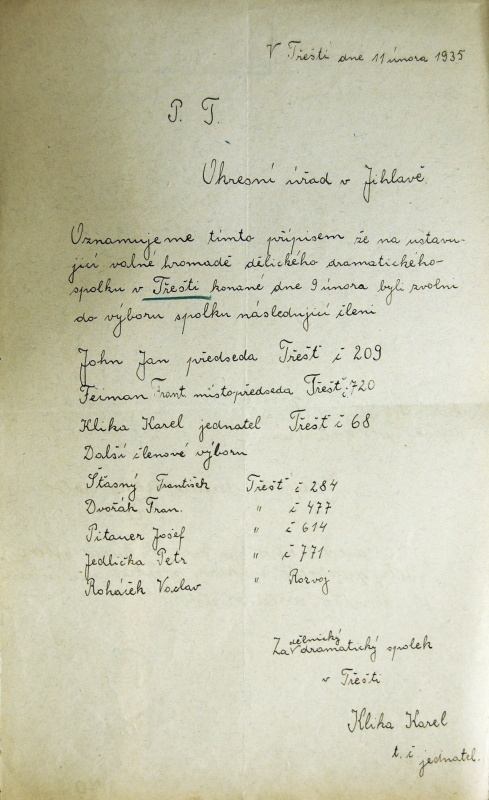 V Třešti dne 11 února 1935
P. T.
Okresní úřad v Jihlavě
Oznamujeme tímto přípisem že na ustavu-
jící valné hromadě dělického dramatického
spolku v Třešti konané dne 9 února byli zvolni
do výboru spolku následující členi
John Jan předseda Třešť č 209
Feiman Frant. místopředseda Třešť č. 720
Klika Karel jednatel Třešť č 68
Další členové výboru
Šťasný František Třešť č 284
Dvořák Fran. " č 477
Pitauer Josef " č 614
Jedlička Petr " č 771
Roháček Václav " Rozvoj
Za dělnický dramatický spolek
v Třešti
Klika Karel
t. č jednatel.